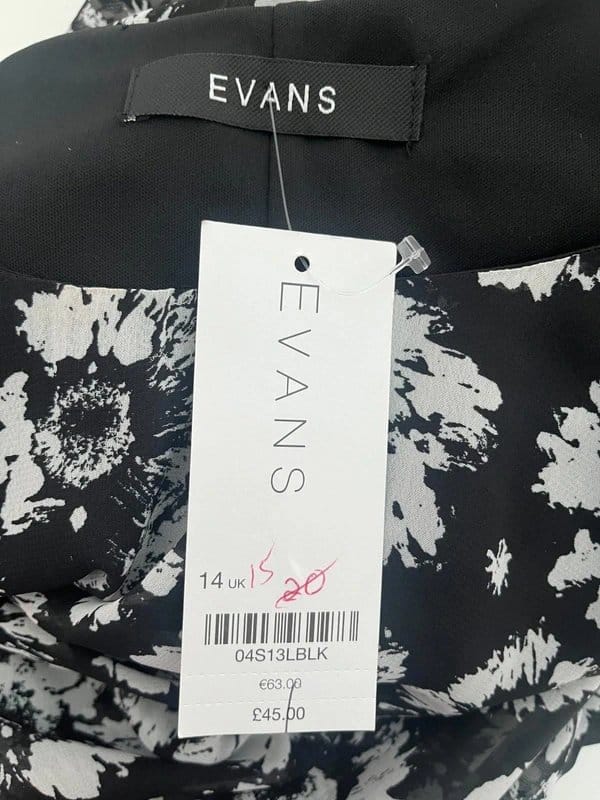 EVANS
EVANS
14 UK 15 20
04S13LBLK
€63.00
£45.00